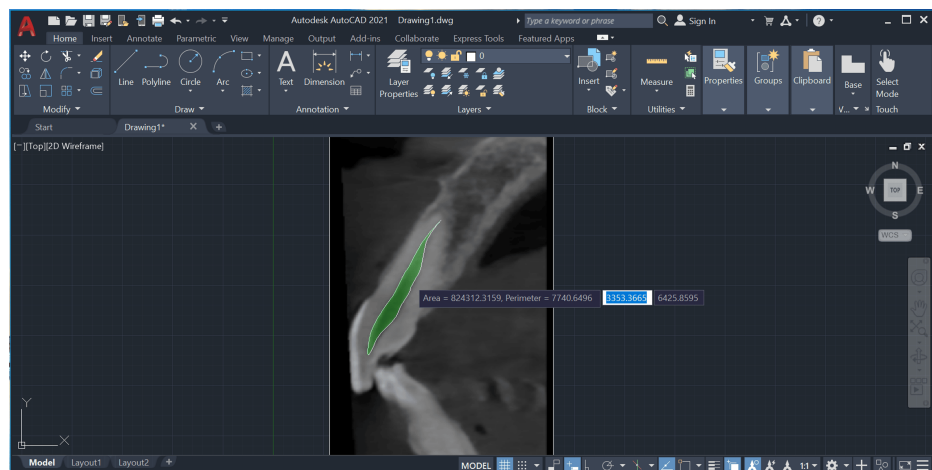 Autodesk AutoCAD 2021 Drawing1.dwg
Type a keyword or phrase
Sign In
Home Insert Annotate Parametric View Manage Output Add-ins Collaborate Express Tools Featured Apps
Line Polyline Circle Arc
Text Dimension
Layer Properties
0
Insert
Measure
Properties
Groups
Clipboard
Base
Select Mode
Modify Draw Annotation Layers Block Utilities V... Touch
Start Drawing1*
[−][Top][2D Wireframe]
N
W TOP E
S
WCS
Area = 824312.3159, Perimeter = 7740.6496 3353.3665 6425.8595
Y
X
Model Layout1 Layout2
MODEL 1:1